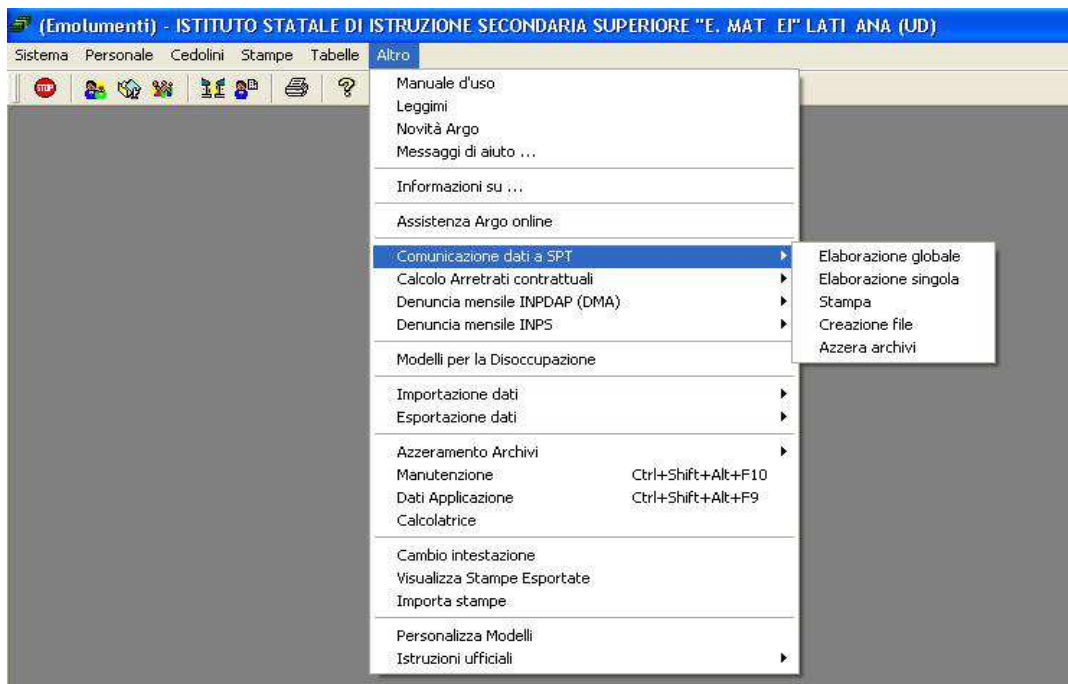 (Emolumenti) - ISTITUTO STATALE DI ISTRUZIONE SECONDARIA SUPERIORE "E. MAT EI" LATI ANA (UD)
Sistema Personale Cedolini Stampe Tabelle Altro
STOP ?
Manuale d'uso
Leggimi
Novità Argo
Messaggi di aiuto ...
Informazioni su ...
Assistenza Argo online
Comunicazione dati a SPT
Elaborazione globale
Calcolo Arretrati contrattuali
Elaborazione singola
Denuncia mensile INPDAP (DMA)
Stampa
Denuncia mensile INPS
Creazione file
Azzera archivi
Modelli per la Disoccupazione
Importazione dati
Esportazione dati
Azzeramento Archivi
Manutenzione Ctrl+Shift+Alt+F10
Dati Applicazione Ctrl+Shift+Alt+F9
Calcolatrice
Cambio intestazione
Visualizza Stampe Esportate
Importa stampe
Personalizza Modelli
Istruzioni ufficiali